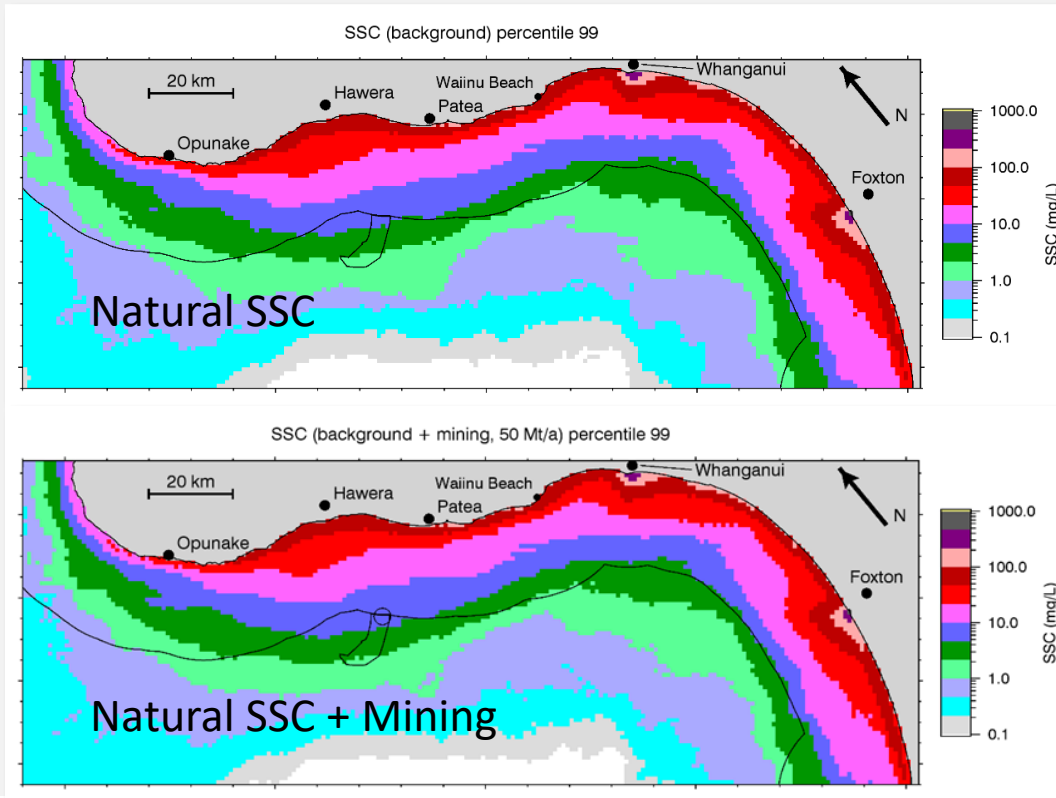 SSC (background) percentile 99
Whanganui
20 km
Hawera
Waiinu Beach
Patea
N
Opunake
Foxton
1000.0
100.0
10.0
1.0
0.1
SSC (mg/L)
Natural SSC
SSC (background + mining, 50 Mt/a) percentile 99
Whanganui
20 km
Hawera
Waiinu Beach
Patea
N
Opunake
Foxton
1000.0
100.0
10.0
1.0
0.1
SSC (mg/L)
Natural SSC + Mining